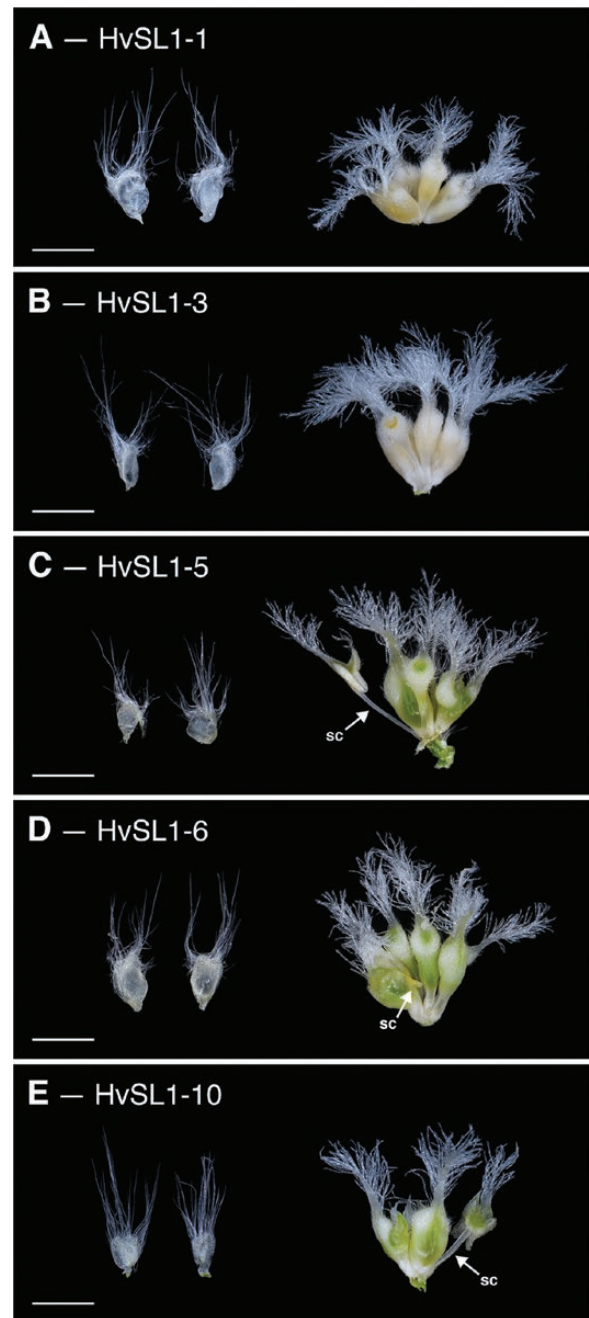 A — HvSL1-1
B — HvSL1-3
C — HvSL1-5
sc
D — HvSL1-6
sc
E — HvSL1-10
sc